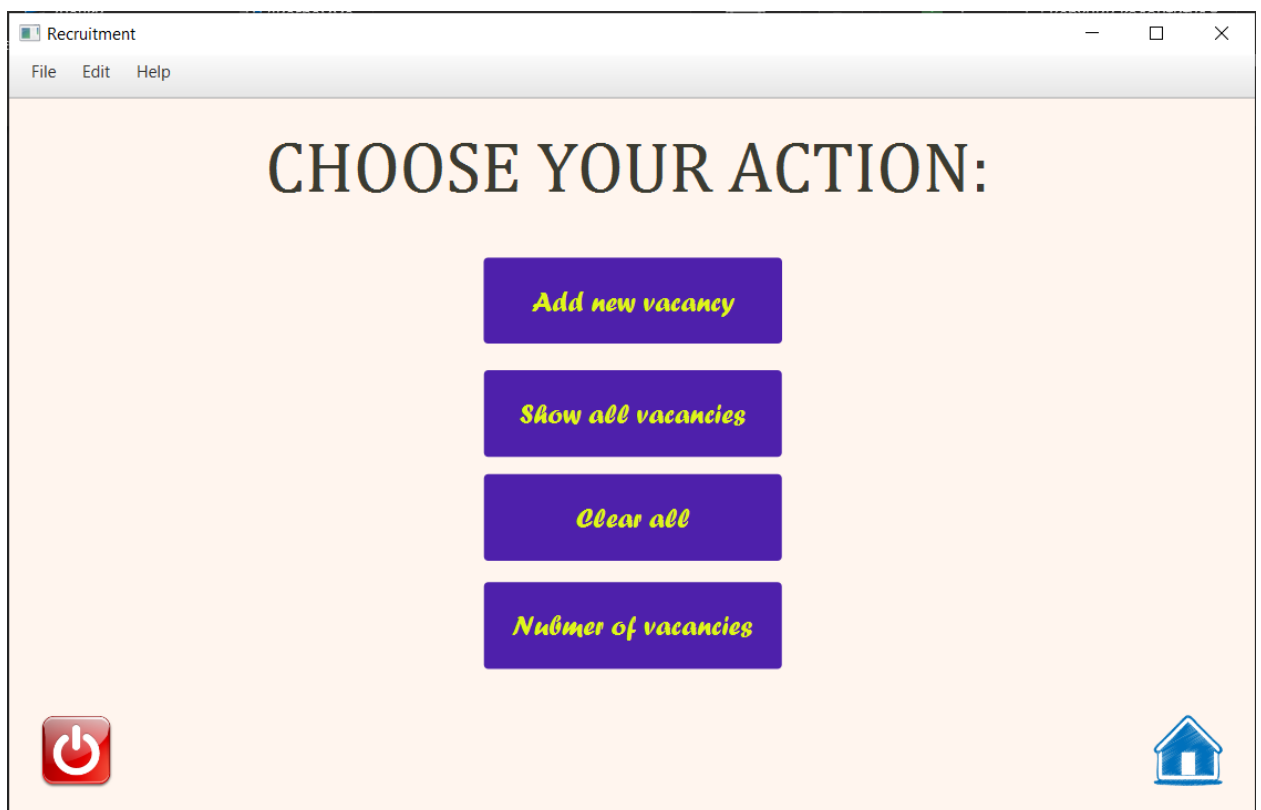 Recruitment
File Edit Help
CHOOSE YOUR ACTION:
Add new vacancy
Show all vacancies
Clear all
Nubmer of vacancies